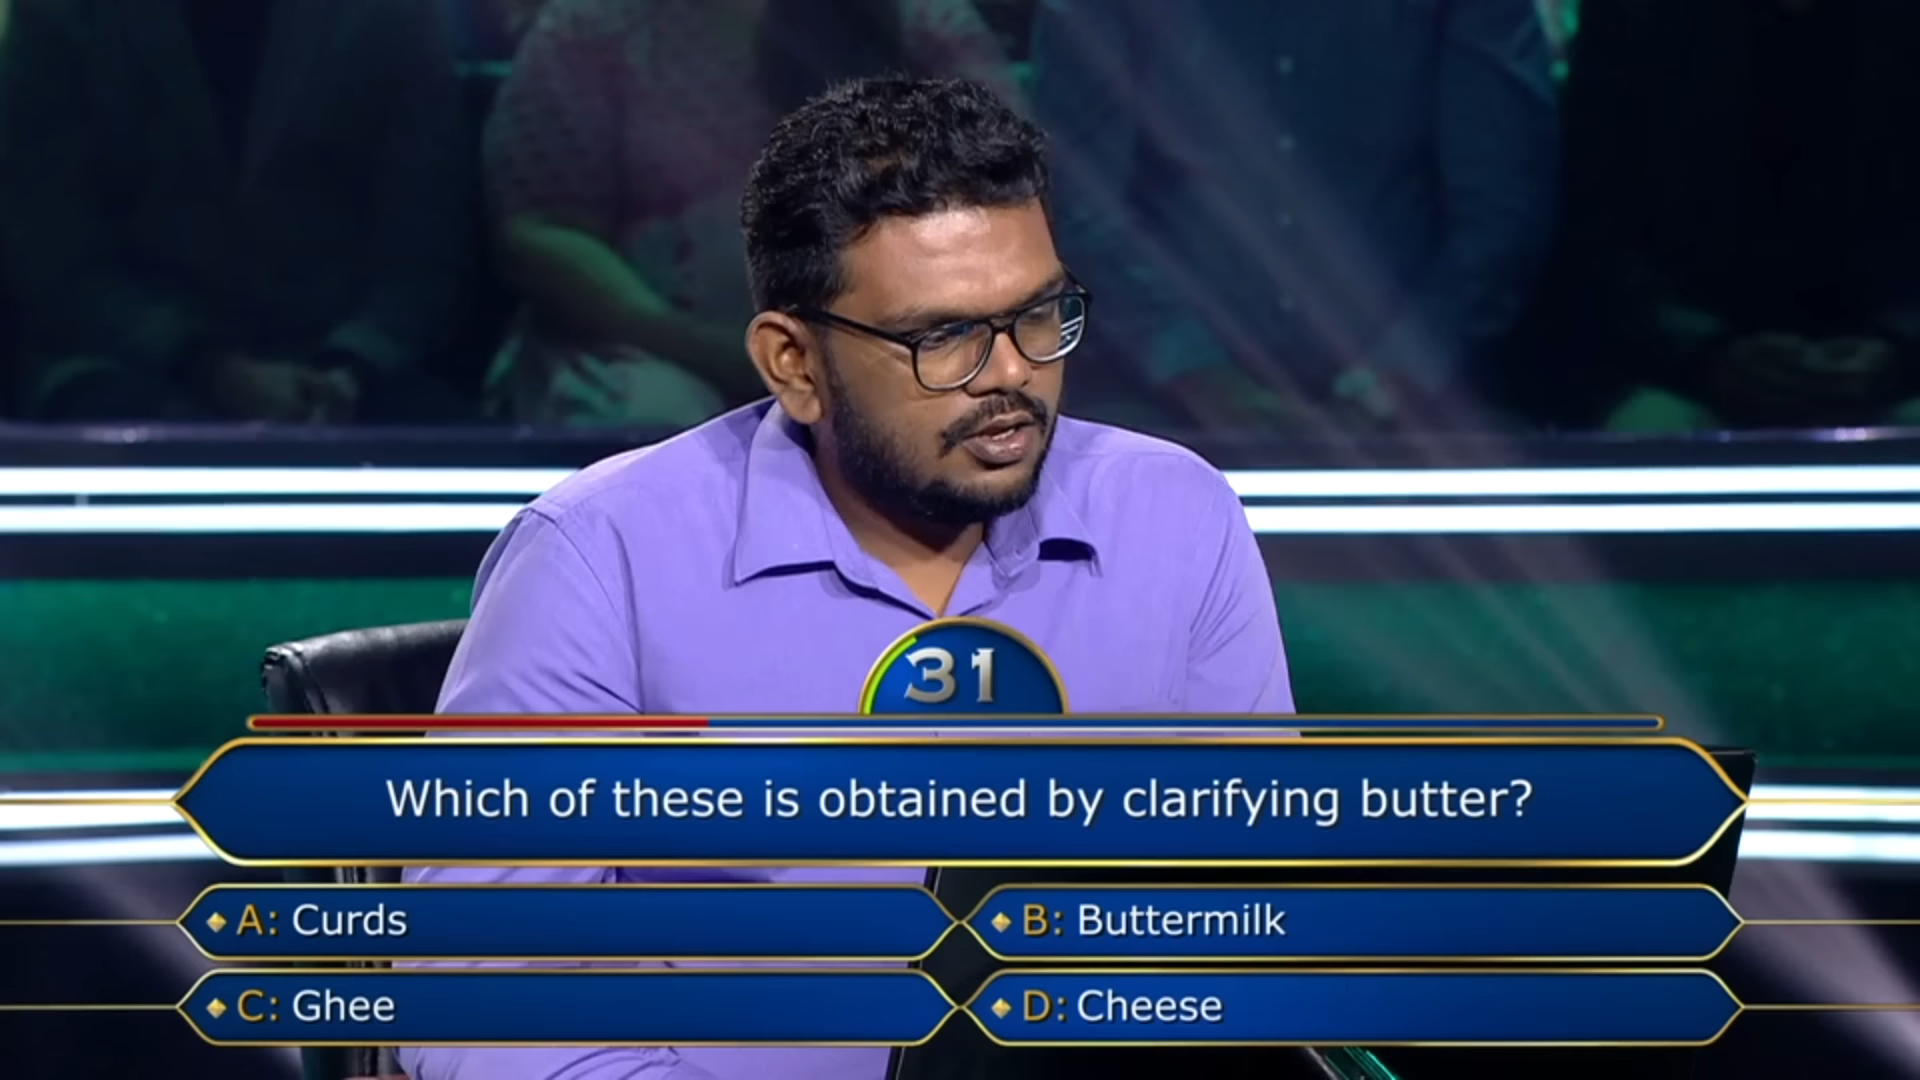 31
Which of these is obtained by clarifying butter?
A: Curds
B: Buttermilk
C: Ghee
D: Cheese